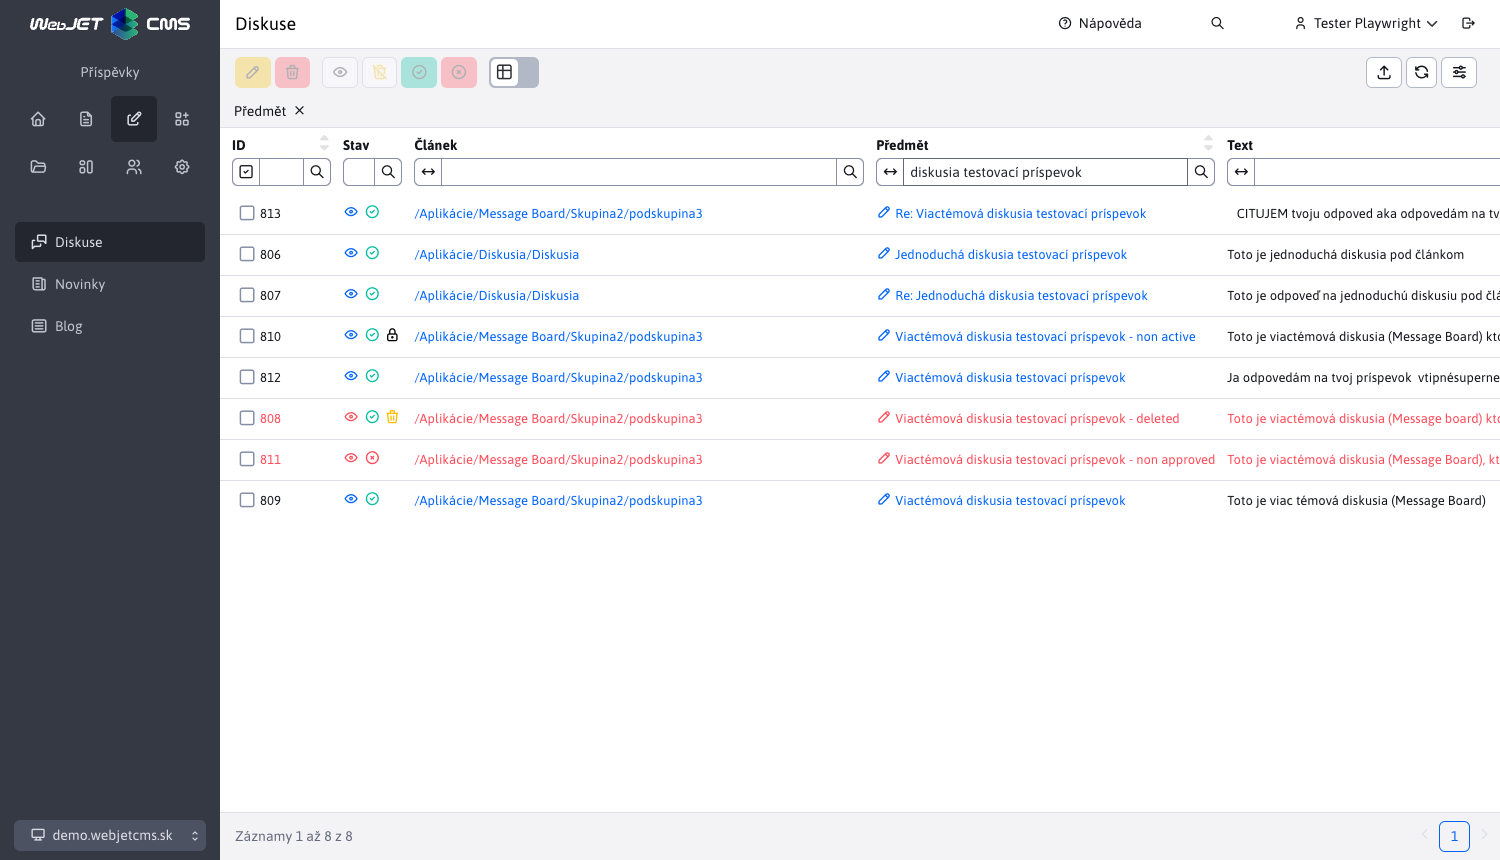 WebJET CMS
Diskuse
Nápověda
Tester Playwright
Příspěvky
Předmět
ID
Stav
Článek
Předmět
Text
diskusia testovací príspevok
813
/Aplikácie/Message Board/Skupina2/podskupina3
Re: Viactémová diskusia testovací príspevok
CITUJEM tvoju odpoved aka odpovedám na tv
806
/Aplikácie/Diskusia/Diskusia
Jednoduchá diskusia testovací príspevok
Toto je jednoduchá diskusia pod článkom
807
/Aplikácie/Diskusia/Diskusia
Re: Jednoduchá diskusia testovací príspevok
Toto je odpoveď na jednoduchú diskusiu pod člá
810
/Aplikácie/Message Board/Skupina2/podskupina3
Viactémová diskusia testovací príspevok - non active
Toto je viactémová diskusia (Message Board) kto
812
/Aplikácie/Message Board/Skupina2/podskupina3
Viactémová diskusia testovací príspevok
Ja odpovedám na tvoj príspevok  vtipnésuperne
808
/Aplikácie/Message Board/Skupina2/podskupina3
Viactémová diskusia testovací príspevok - deleted
Toto je viactémová diskusia (Message board) kto
811
/Aplikácie/Message Board/Skupina2/podskupina3
Viactémová diskusia testovací príspevok - non approved
Toto je viactémová diskusia (Message Board), kt
809
/Aplikácie/Message Board/Skupina2/podskupina3
Viactémová diskusia testovací príspevok
Toto je viac témová diskusia (Message Board)
Diskuse
Novinky
Blog
demo.webjetcms.sk
Záznamy 1 až 8 z 8
1